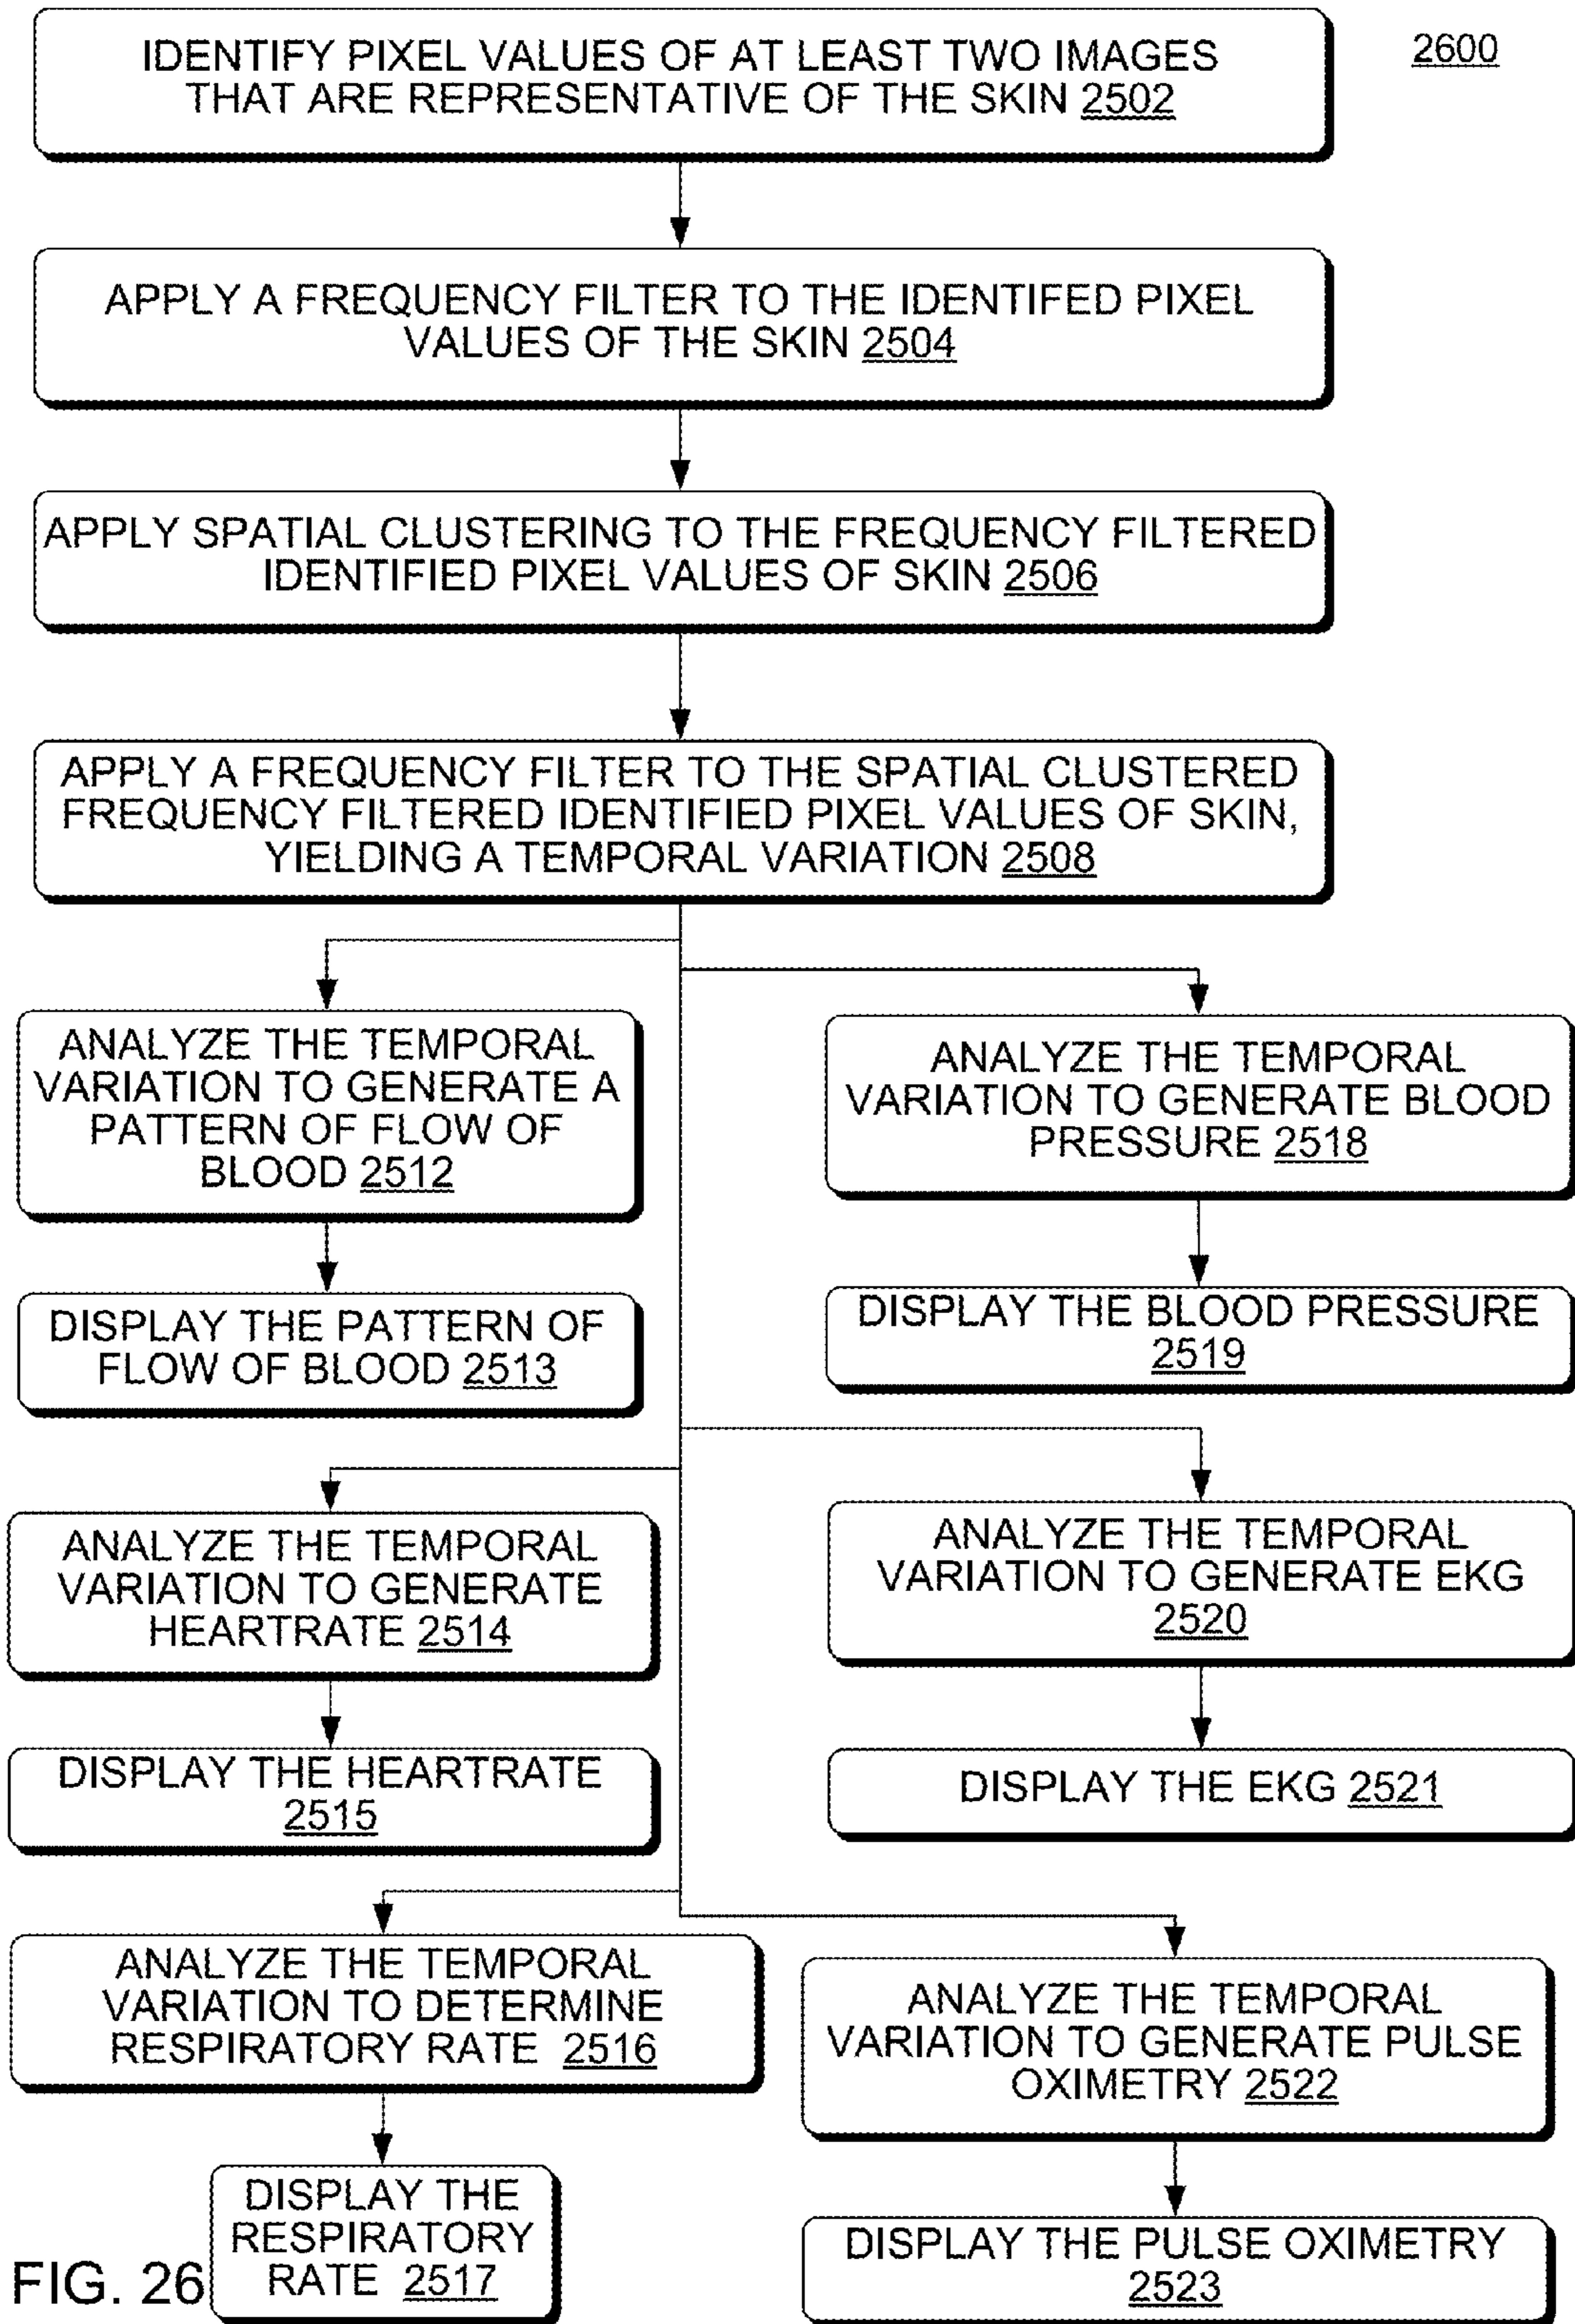 2600
IDENTIFY PIXEL VALUES OF AT LEAST TWO IMAGES
THAT ARE REPRESENTATIVE OF THE SKIN 2502
APPLY A FREQUENCY FILTER TO THE IDENTIFED PIXEL
VALUES OF THE SKIN 2504
APPLY SPATIAL CLUSTERING TO THE FREQUENCY FILTERED
IDENTIFIED PIXEL VALUES OF SKIN 2506
APPLY A FREQUENCY FILTER TO THE SPATIAL CLUSTERED
FREQUENCY FILTERED IDENTIFIED PIXEL VALUES OF SKIN,
YIELDING A TEMPORAL VARIATION 2508
ANALYZE THE TEMPORAL
VARIATION TO GENERATE A
PATTERN OF FLOW OF
BLOOD 2512
DISPLAY THE PATTERN OF
FLOW OF BLOOD 2513
ANALYZE THE TEMPORAL
VARIATION TO GENERATE BLOOD
PRESSURE 2518
DISPLAY THE BLOOD PRESSURE
2519
ANALYZE THE TEMPORAL
VARIATION TO GENERATE
HEARTRATE 2514
DISPLAY THE HEARTRATE
2515
ANALYZE THE TEMPORAL
VARIATION TO GENERATE EKG
2520
DISPLAY THE EKG 2521
ANALYZE THE TEMPORAL
VARIATION TO DETERMINE
RESPIRATORY RATE 2516
DISPLAY THE
RESPIRATORY
RATE 2517
ANALYZE THE TEMPORAL
VARIATION TO GENERATE PULSE
OXIMETRY 2522
DISPLAY THE PULSE OXIMETRY
2523
FIG. 26